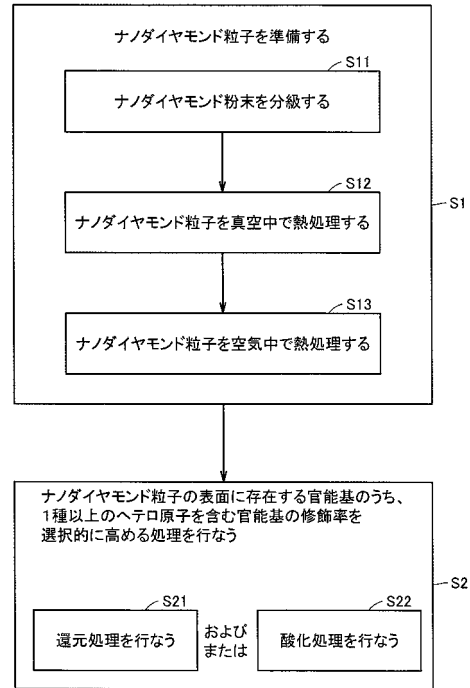 ナノダイヤモンド粒子を準備する
S11
ナノダイヤモンド粉末を分級する
S12
ナノダイヤモンド粒子を真空中で熱処理する
S1
S13
ナノダイヤモンド粒子を空気中で熱処理する
ナノダイヤモンド粒子の表面に存在する官能基のうち、
1種以上のヘテロ原子を含む官能基の修飾率を
選択的に高める処理を行なう
S2
S21
還元処理を行なう
および
または
S22
酸化処理を行なう